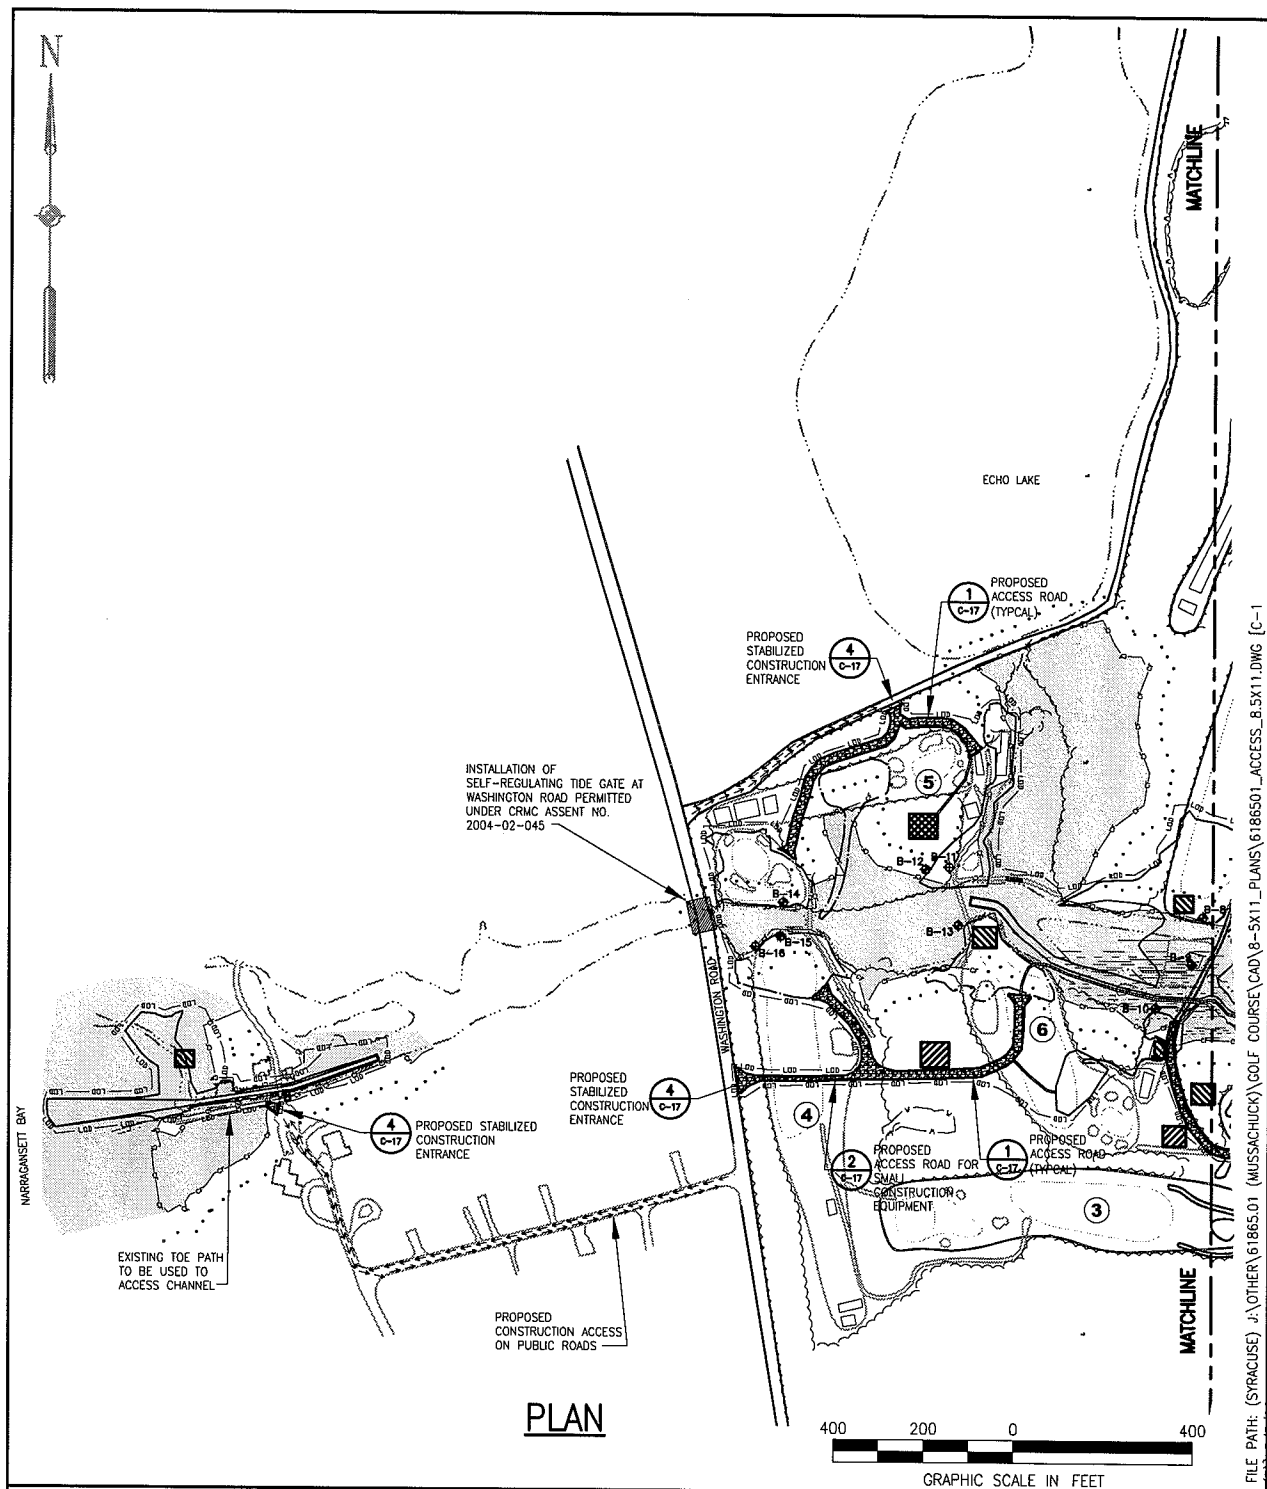 N
MATCHLINE
ECHO LAKE
1
C-17
PROPOSED
ACCESS ROAD
(TYPCAL)
PROPOSED
STABILIZED
CONSTRUCTION
ENTRANCE
4
C-17
INSTALLATION OF
SELF-REGULATING TIDE GATE AT
WASHINGTON ROAD PERMITTED
UNDER CRMC ASSENT NO.
2004-02-045
5
B-12
B-11
B-14
B-13
B-15
B-16
WASHINGTON ROAD
B-10
6
LOD
PROPOSED
STABILIZED
CONSTRUCTION
ENTRANCE
4
C-17
4
NARRAGANSETT BAY
4
C-17
PROPOSED STABILIZED
CONSTRUCTION
ENTRANCE
2
C-17
PROPOSED
ACCESS ROAD FOR
SMALL
CONSTRUCTION
EQUIPMENT
1
C-17
PROPOSED
ACCESS ROAD
(TYPCAL)
3
EXISTING TOE PATH
TO BE USED TO
ACCESS CHANNEL
PROPOSED
CONSTRUCTION ACCESS
ON PUBLIC ROADS
MATCHLINE
PLAN
400 200 0 400
GRAPHIC SCALE IN FEET
FILE PATH: (SYRACUSE) J:\OTHER\61865.01 (MUSSACHUCK)\GOLF COURSE\CAD\8-5X11_PLANS\6186501_ACCESS_8.5X11.DWG [C-1